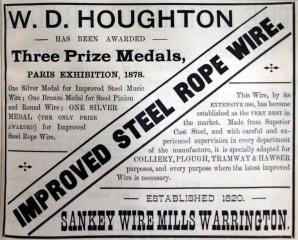 W. D. HOUGHTON
HAS BEEN AWARDED
Three Prize Medals,
PARIS EXHIBITION, 1878.
One Silver Medal for Improved Steel Music
Wire; One Bronze Medal for Steel Pinion
and Round Wire; ONE SILVER
MEDAL (THE ONLY PRIZE
AWARDED) for Improved
Steel Rope Wire.
IMPROVED STEEL ROPE WIRE.
This Wire, by its
EXTENSIVE USE, has become
established as the VERY BEST in
the market. Made from Superior
Cast Steel, and with careful and ex-
perienced supervision in every department
of the manufacture, it is specially adapted for
COLLIERY, PLOUGH, TRAMWAY & HAWSER
purposes, and every purpose where the latest improved
Wire is necessary.
ESTABLISHED 1820.
SANKEY WIRE MILLS WARRINGTON.